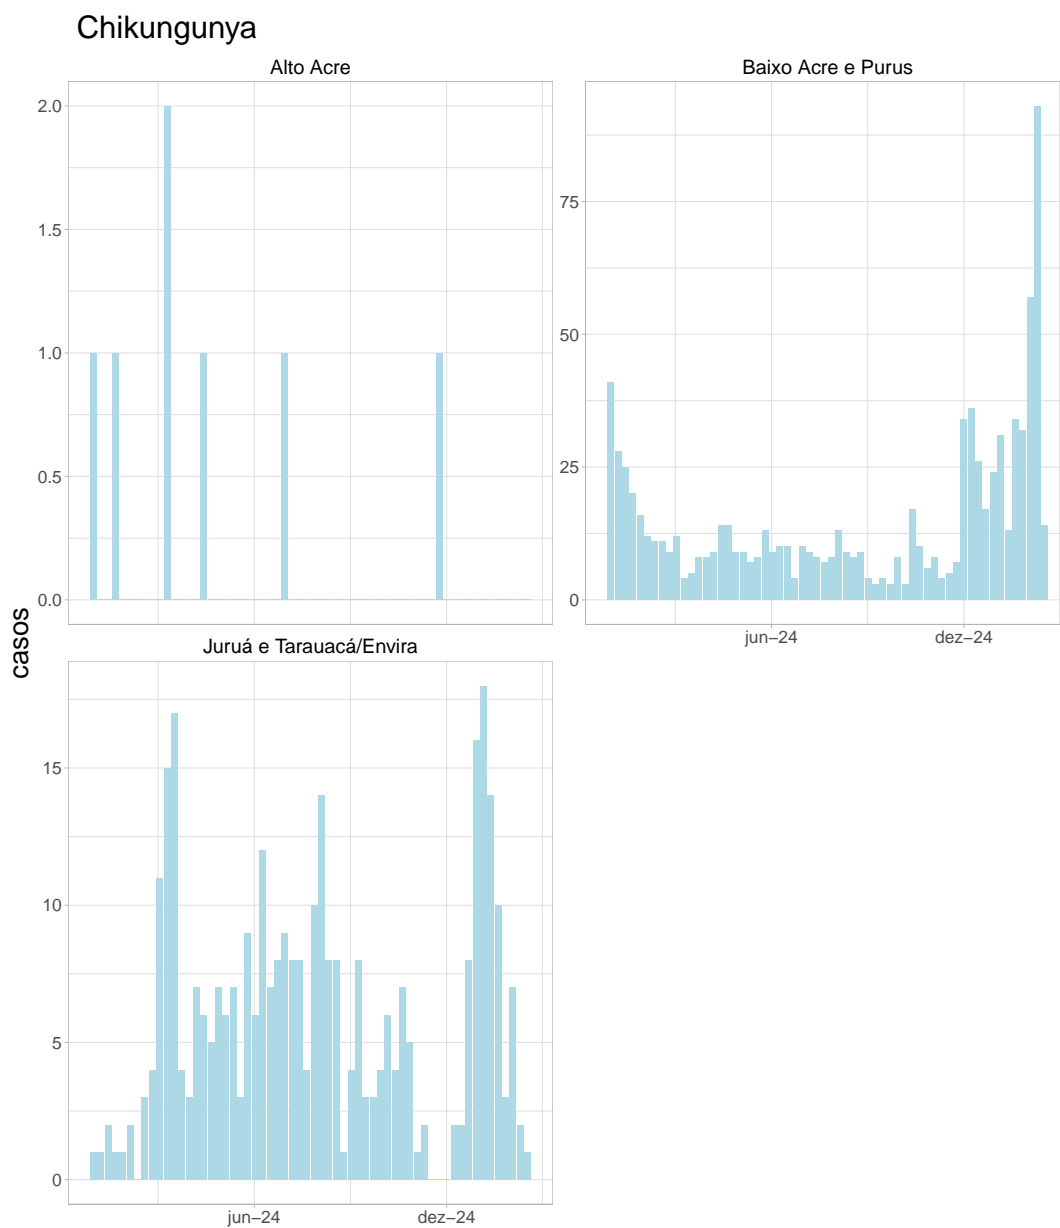 Chikungunya
Alto Acre
Baixo Acre e Purus
2.0
1.5
1.0
0.5
0.0
75
50
25
0
jun−24
dez−24
casos
Juruá e Tarauacá/Envira
15
10
5
0
jun−24
dez−24